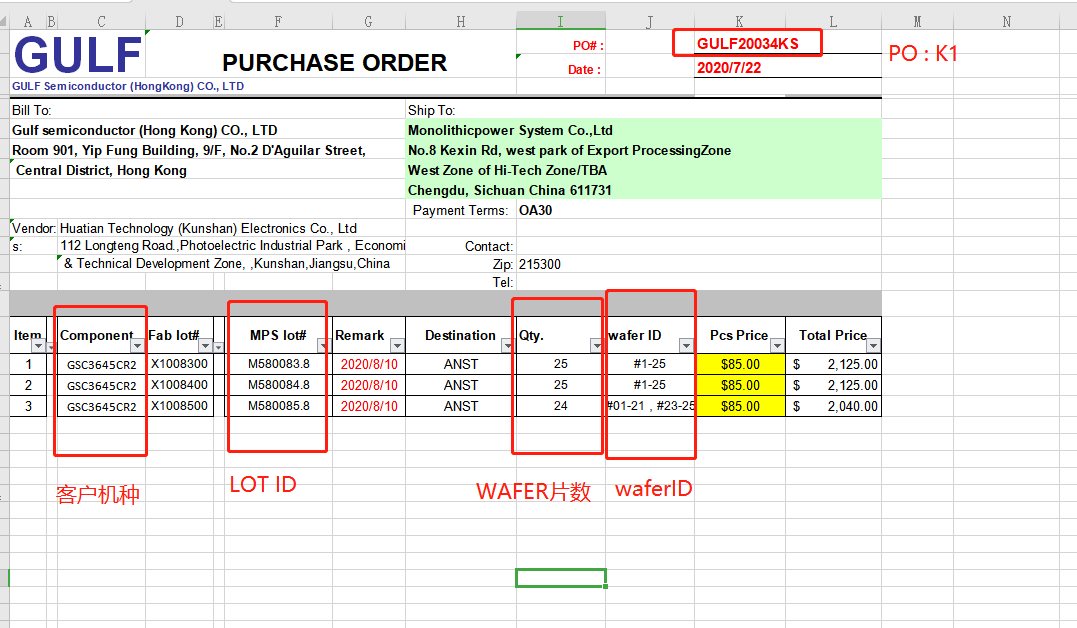 A B C D E F G H I J K L M N
GULF
PURCHASE ORDER
PO# : GULF20034KS
PO : K1
Date : 2020/7/22
GULF Semiconductor (HongKong) CO., LTD
Bill To: Ship To:
Gulf semiconductor (Hong Kong) CO., LTD Monolithicpower System Co.,Ltd
Room 901, Yip Fung Building, 9/F, No.2 D'Aguilar Street, No.8 Kexin Rd, west park of Export ProcessingZone
Central District, Hong Kong West Zone of Hi-Tech Zone/TBA
Chengdu, Sichuan China 611731
Payment Terms: OA30
Vendor: Huatian Technology (Kunshan) Electronics Co., Ltd
s: 112 Longteng Road.,Photoelectric Industrial Park , Economi Contact:
& Technical Development Zone, ,Kunshan,Jiangsu,China Zip: 215300
Tel:
Item Component Fab lot# MPS lot# Remark Destination Qty. wafer ID Pcs Price Total Price
1 GSC3645CR2 X1008300 M580083.8 2020/8/10 ANST 25 #1-25 $85.00 $ 2,125.00
2 GSC3645CR2 X1008400 M580084.8 2020/8/10 ANST 25 #1-25 $85.00 $ 2,125.00
3 GSC3645CR2 X1008500 M580085.8 2020/8/10 ANST 24 #01-21 , #23-25 $85.00 $ 2,040.00
客户机种 LOT ID WAFER片数 waferID